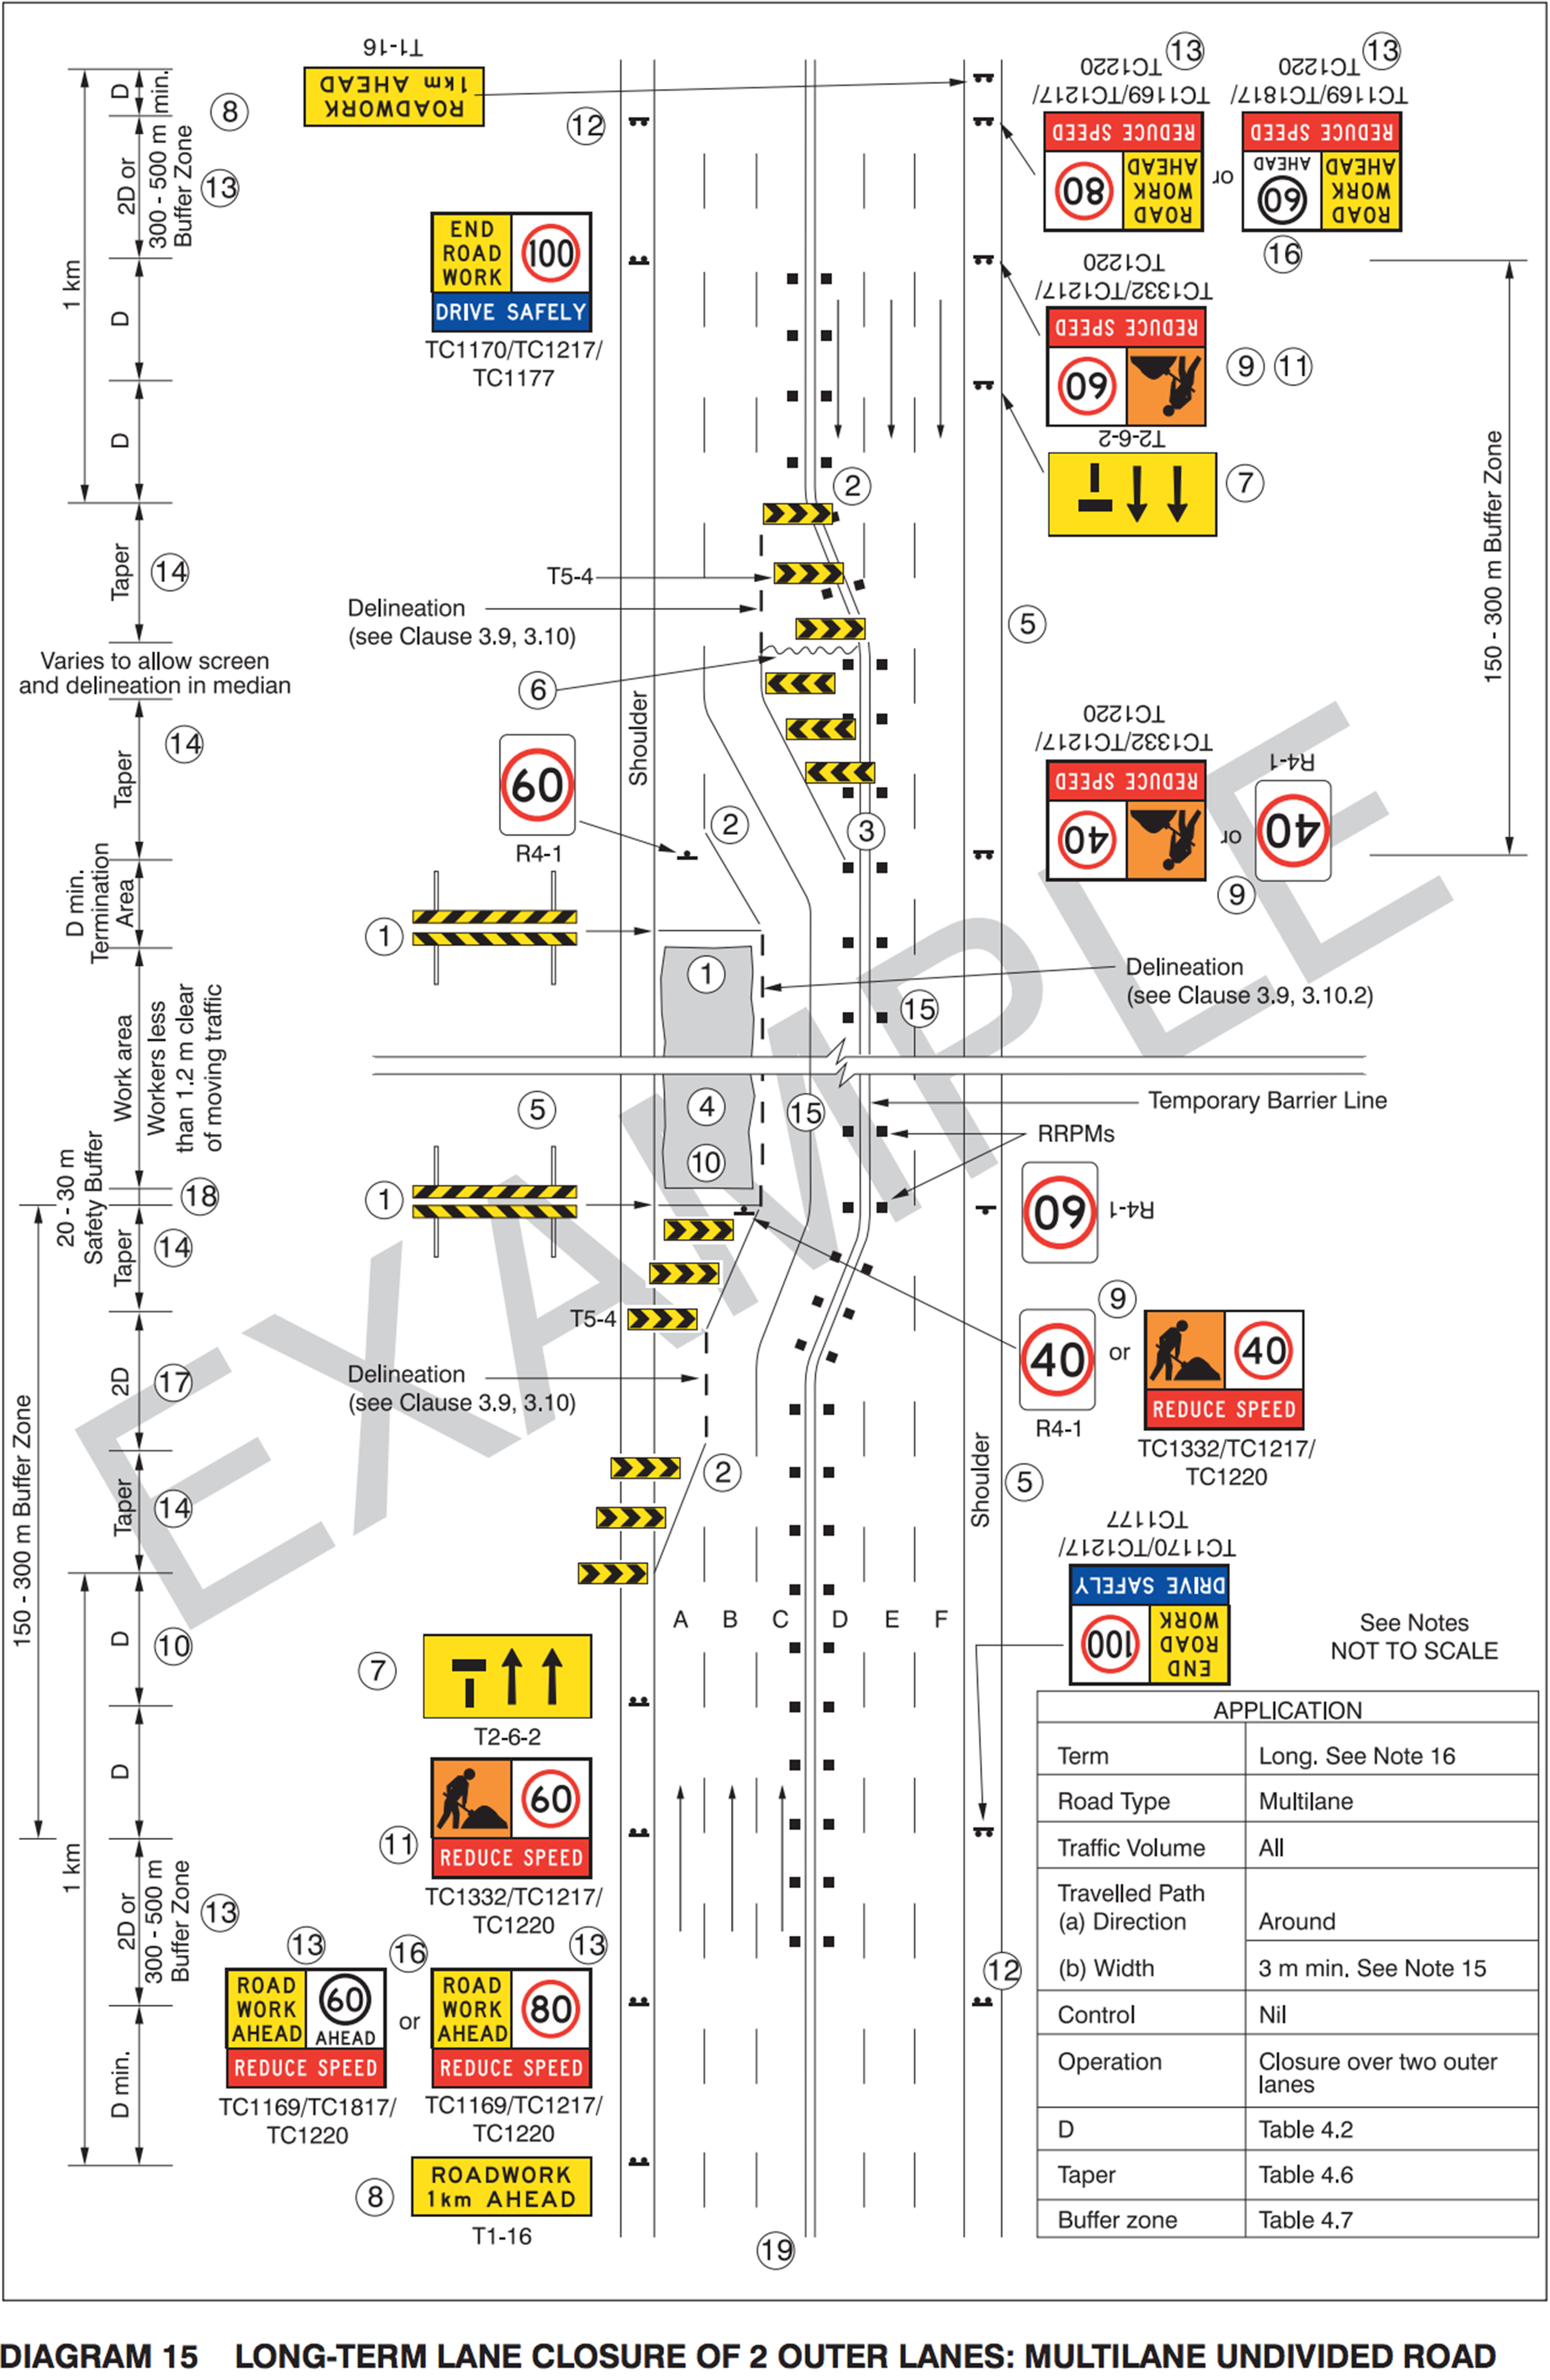 T1-16
ROADWORK
1km AHEAD
D
min.
8
12
2D or
300 - 500 m
Buffer Zone
13
1 km
D
D
END
ROAD
WORK
100
DRIVE SAFELY
TC1170/TC1217/
TC1177
13
TC1169/TC1217/
TC1220
ROAD
WORK
AHEAD
80
REDUCE SPEED
or
13
TC1169/TC1817/
TC1220
ROAD
WORK
AHEAD
60
AHEAD
REDUCE SPEED
16
TC1332/TC1217/
TC1220
60
REDUCE SPEED
9
11
T2-6-2
7
150 - 300 m Buffer Zone
2
Taper
14
T5-4
Delineation
(see Clause 3.9, 3.10)
5
Varies to allow screen
and delineation in median
6
Shoulder
14
Taper
60
R4-1
2
3
TC1332/TC1217/
TC1220
40
REDUCE SPEED
or
R4-1
40
9
D min.
Termination
Area
1
1
Delineation
(see Clause 3.9, 3.10.2)
15
Work area
Workers less
than 1.2 m clear
of moving traffic
5
4
15
Temporary Barrier Line
RRPMs
10
20 - 30 m
Safety Buffer
18
1
60
R4-1
Taper
14
T5-4
9
40
R4-1
or
40
REDUCE SPEED
TC1332/TC1217/
TC1220
2D
17
Delineation
(see Clause 3.9, 3.10)
150 - 300 m Buffer Zone
2
Shoulder
5
Taper
14
TC1170/TC1217/
TC1177
END
ROAD
WORK
100
DRIVE SAFELY
A B C D E F
D
10
7
T2-6-2
See Notes
NOT TO SCALE
D
60
REDUCE SPEED
11
TC1332/TC1217/
TC1220
1 km
2D or
300 - 500 m
Buffer Zone
13
13
16
13
ROAD
WORK
AHEAD
60
AHEAD
REDUCE SPEED
or
ROAD
WORK
AHEAD
80
REDUCE SPEED
12
TC1169/TC1817/
TC1220
TC1169/TC1217/
TC1220
D min.
8
ROADWORK
1km AHEAD
T1-16
19
APPLICATION
Term Long. See Note 16
Road Type Multilane
Traffic Volume All
Travelled Path
(a) Direction Around
(b) Width 3 m min. See Note 15
Control Nil
Operation Closure over two outer
lanes
D Table 4.2
Taper Table 4.6
Buffer zone Table 4.7
EXAMPLE
DIAGRAM 15 LONG-TERM LANE CLOSURE OF 2 OUTER LANES: MULTILANE UNDIVIDED ROAD